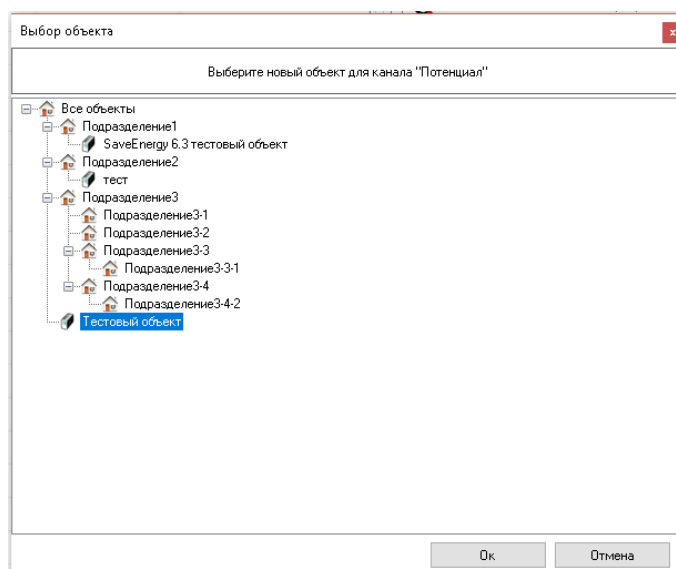 Выбор объекта
Выберите новый объект для канала "Потенциал"
Все объекты
Подразделение1
SaveEnergy 6.3 тестовый объект
Подразделение2
тест
Подразделение3
Подразделение3-1
Подразделение3-2
Подразделение3-3
Подразделение3-3-1
Подразделение3-4
Подразделение3-4-2
Тестовый объект
Ок
Отмена